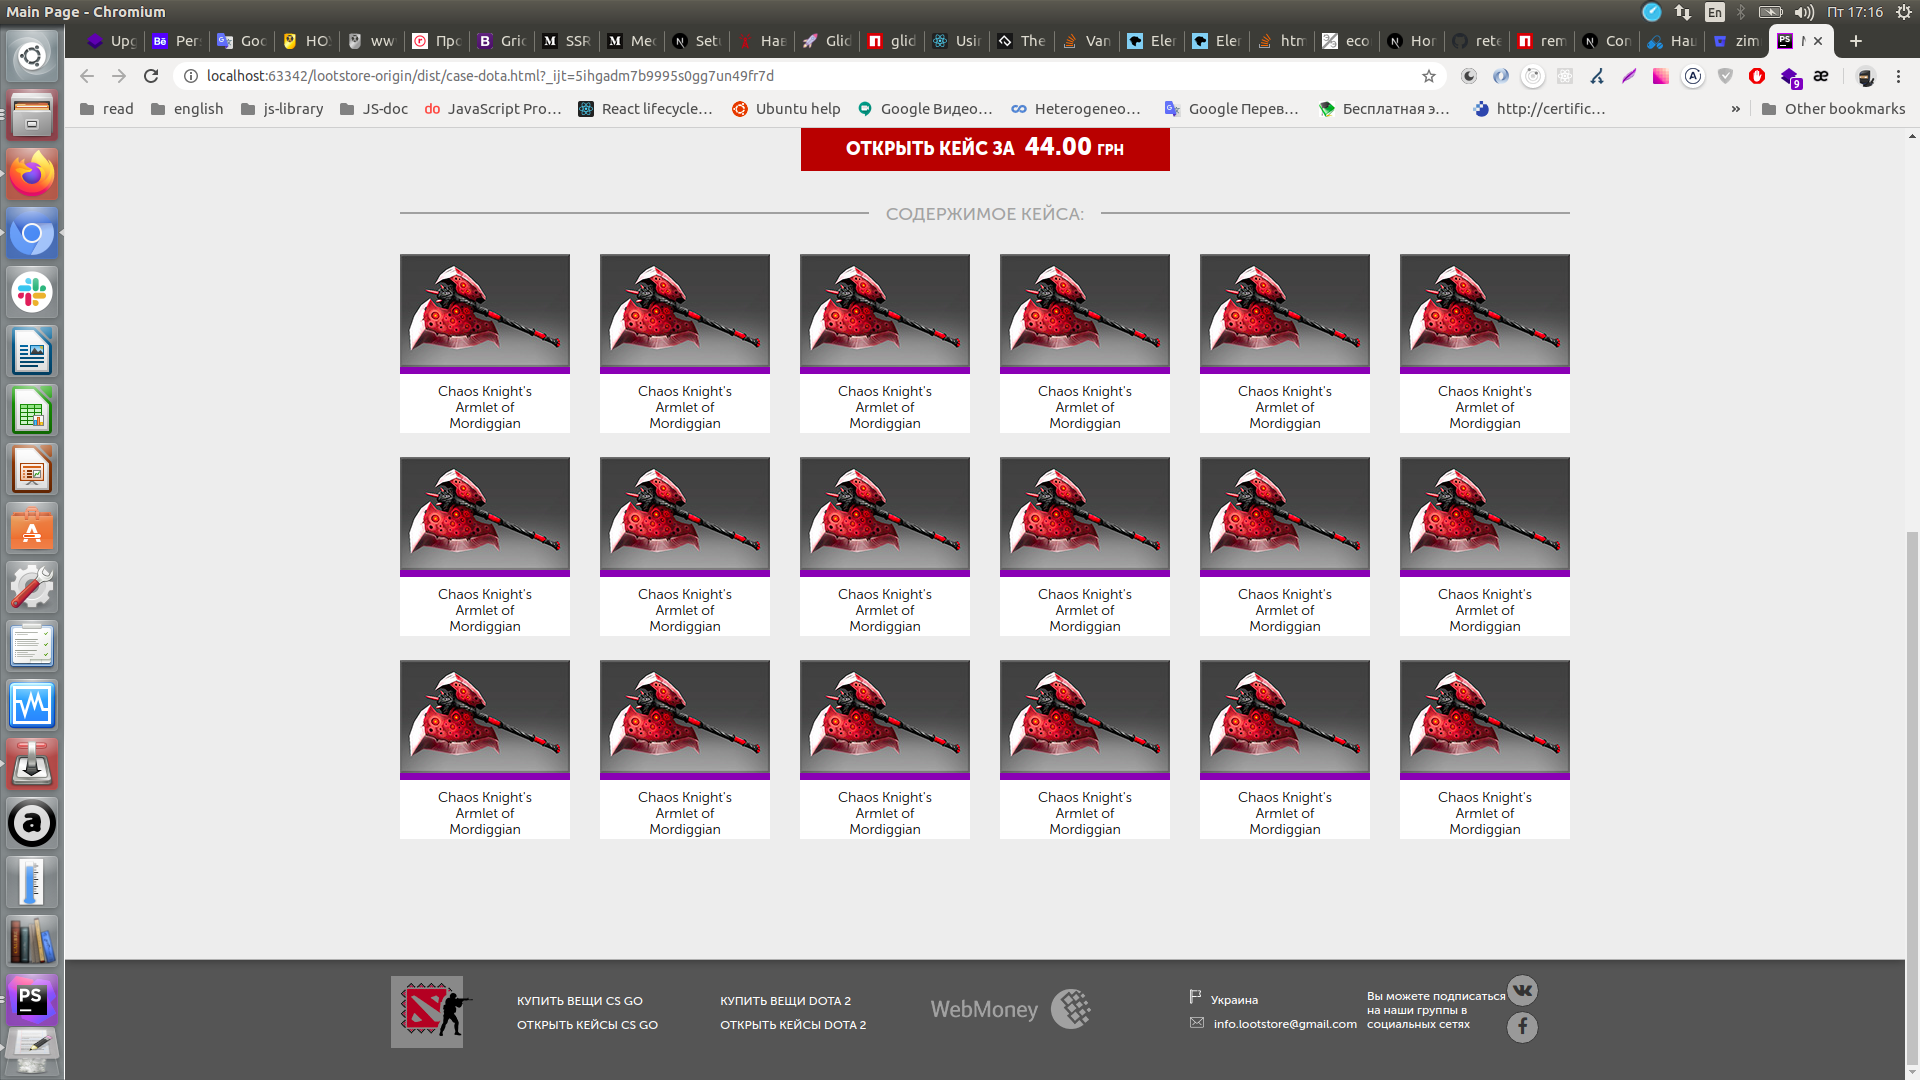 Main Page - Chromium
En
Пт 17:16
Upg
Per
Goo
НО
ww
Про
Grid
SSR
Med
Setu
Нав
Glid
glid
Usin
The
Van
Eler
Eler
htm
eco
Hor
rete
rem
Con
Наш
zim
localhost:63342/lootstore-origin/dist/case-dota.html?_ijt=5ihgadm7b9995s0gg7un49fr7d
9
read
english
js-library
JS-doc
JavaScript Pro...
React lifecycle...
Ubuntu help
Google Видео...
Heterogeneo...
Google Перев...
Бесплатная э...
http://certific...
»
Other bookmarks
ОТКРЫТЬ КЕЙС ЗА 44.00 ГРН
СОДЕРЖИМОЕ КЕЙСА:
Chaos Knight's Chaos Knight's Chaos Knight's Chaos Knight's Chaos Knight's Chaos Knight's
Armlet of Armlet of Armlet of Armlet of Armlet of Armlet of
Mordiggian Mordiggian Mordiggian Mordiggian Mordiggian Mordiggian
Chaos Knight's Chaos Knight's Chaos Knight's Chaos Knight's Chaos Knight's Chaos Knight's
Armlet of Armlet of Armlet of Armlet of Armlet of Armlet of
Mordiggian Mordiggian Mordiggian Mordiggian Mordiggian Mordiggian
Chaos Knight's Chaos Knight's Chaos Knight's Chaos Knight's Chaos Knight's Chaos Knight's
Armlet of Armlet of Armlet of Armlet of Armlet of Armlet of
Mordiggian Mordiggian Mordiggian Mordiggian Mordiggian Mordiggian
КУПИТЬ ВЕЩИ CS GO
ОТКРЫТЬ КЕЙСЫ CS GO
КУПИТЬ ВЕЩИ DOTA 2
ОТКРЫТЬ КЕЙСЫ DOTA 2
WebMoney
Украина
info.lootstore@gmail.com
Вы можете подписаться
на наши группы в
социальных сетях
PS